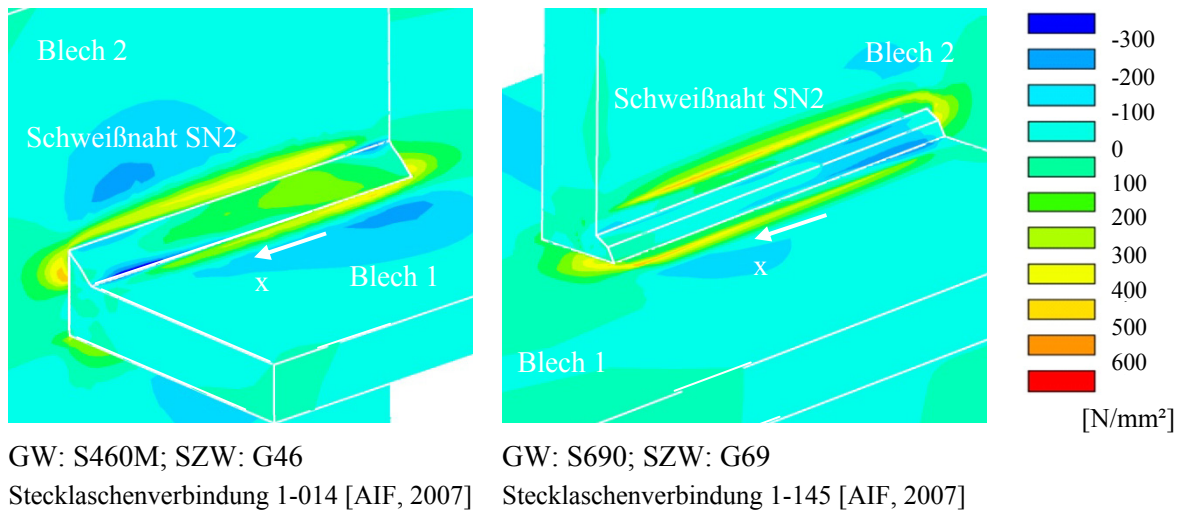 Blech 2
Schweißnaht SN2
x
Blech 1
Blech 2
Schweißnaht SN2
x
Blech 1
-300
-200
-100
0
100
200
300
400
500
600
[N/mm²]
GW: S460M; SZW: G46
Stecklaschenverbindung 1-014 [AIF, 2007]
GW: S690; SZW: G69
Stecklaschenverbindung 1-145 [AIF, 2007]